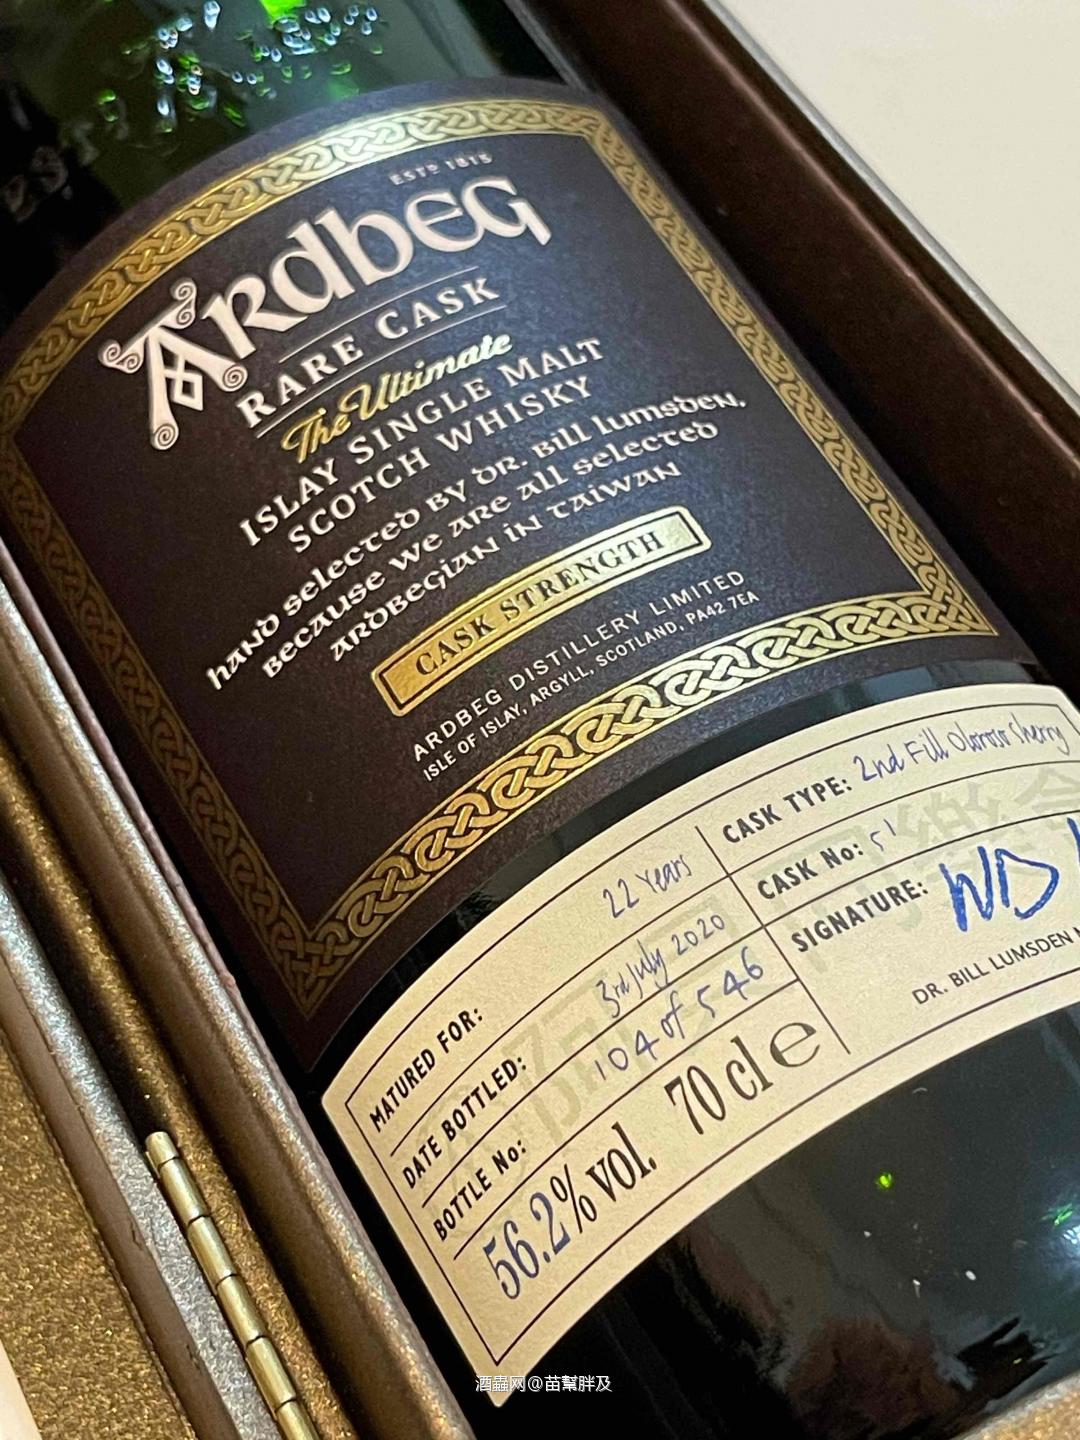 ESTD 1815
ARdbEG
RARE CASK
The Ultimate
ISLAY SINGLE MALT
SCOTCH WHISKY
hAND SELECTED BY DR. BILL LUMSDEN,
BECAUSE WE ARE ALL SELECTED
ARDBEGIAN IN TAIWAN
CASK STRENGTH
ARDBEG DISTILLERY LIMITED
ISLE OF ISLAY, ARGYLL, SCOTLAND, PA42 7EA
MATURED FOR: 22 Years
DATE BOTTLED: 3rd July 2020
BOTTLE No: 104 of 546
56.2% vol. 70 cl e
CASK TYPE: 2nd Fill Oloroso Sherry
CASK No: 51
SIGNATURE:
DR. BILL LUMSDEN
酒蟲网@苗幫胖及